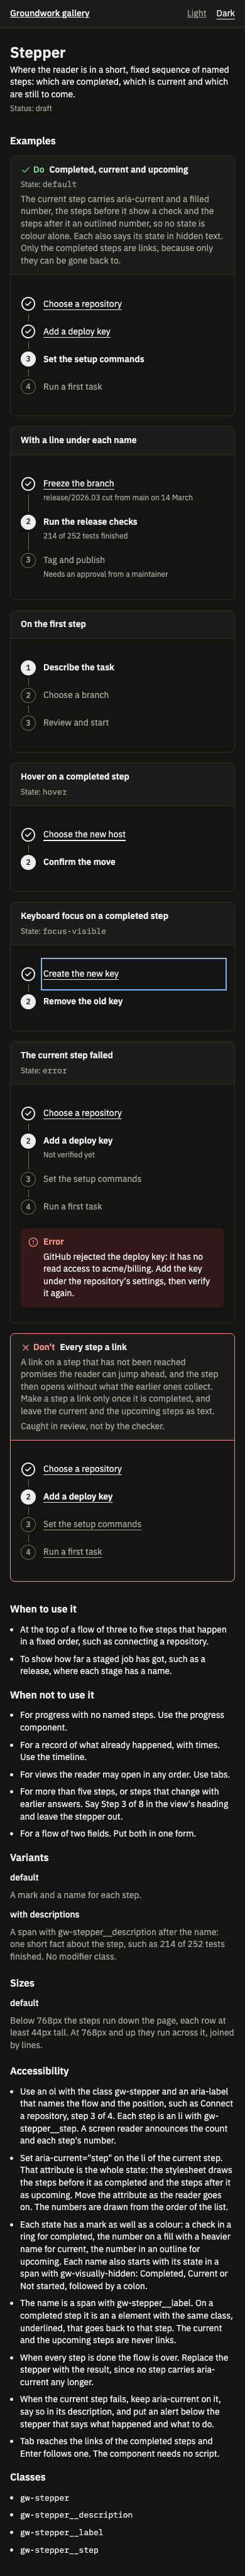 Groundwork gallery
Light
Dark
Stepper
Where the reader is in a short, fixed sequence of named
steps: which are completed, which is current and which
are still to come.
Status: draft
Examples
Do Completed, current and upcoming
State: default
The current step carries aria-current and a filled
number, the steps before it show a check and the
steps after it an outlined number, so no state is
colour alone. Each also says its state in hidden text.
Only the completed steps are links, because only
they can be gone back to.
Choose a repository
Add a deploy key
3 Set the setup commands
4 Run a first task
With a line under each name
Freeze the branch
release/2026.03 cut from main on 14 March
2 Run the release checks
214 of 252 tests finished
3 Tag and publish
Needs an approval from a maintainer
On the first step
1 Describe the task
2 Choose a branch
3 Review and start
Hover on a completed step
State: hover
Choose the new host
2 Confirm the move
Keyboard focus on a completed step
State: focus-visible
Create the new key
2 Remove the old key
The current step failed
State: error
Choose a repository
2 Add a deploy key
Not verified yet
3 Set the setup commands
4 Run a first task
Error
GitHub rejected the deploy key: it has no
read access to acme/billing. Add the key
under the repository's settings, then verify
it again.
Don't Every step a link
A link on a step that has not been reached
promises the reader can jump ahead, and the step
then opens without what the earlier ones collect.
Make a step a link only once it is completed, and
leave the current and the upcoming steps as text.
Caught in review, not by the checker.
Choose a repository
2 Add a deploy key
3 Set the setup commands
4 Run a first task
When to use it
• At the top of a flow of three to five steps that happen
in a fixed order, such as connecting a repository.
• To show how far a staged job has got, such as a
release, where each stage has a name.
When not to use it
• For progress with no named steps. Use the progress
component.
• For a record of what already happened, with times.
Use the timeline.
• For views the reader may open in any order. Use tabs.
• For more than five steps, or steps that change with
earlier answers. Say Step 3 of 8 in the view's heading
and leave the stepper out.
• For a flow of two fields. Put both in one form.
Variants
default
A mark and a name for each step.
with descriptions
A span with gw-stepper__description after the name:
one short fact about the step, such as 214 of 252 tests
finished. No modifier class.
Sizes
default
Below 768px the steps run down the page, each row at
least 44px tall. At 768px and up they run across it, joined
by lines.
Accessibility
• Use an ol with the class gw-stepper and an aria-label
that names the flow and the position, such as Connect
a repository, step 3 of 4. Each step is an li with gw-
stepper__step. A screen reader announces the count
and each step's number.
• Set aria-current="step" on the li of the current step.
That attribute is the whole state: the stylesheet draws
the steps before it as completed and the steps after it
as upcoming. Move the attribute as the reader goes
on. The numbers are drawn from the order of the list.
• Each state has a mark as well as a colour: a check in a
ring for completed, the number on a fill with a heavier
name for current, the number in an outline for
upcoming. Each name also starts with its state in a
span with gw-visually-hidden: Completed, Current or
Not started, followed by a colon.
• The name is a span with gw-stepper__label. On a
completed step it is an a element with the same class,
underlined, that goes back to that step. The current
and the upcoming steps are never links.
• When every step is done the flow is over. Replace the
stepper with the result, since no step carries aria-
current any longer.
• When the current step fails, keep aria-current on it,
say so in its description, and put an alert below the
stepper that says what happened and what to do.
• Tab reaches the links of the completed steps and
Enter follows one. The component needs no script.
Classes
• gw-stepper
• gw-stepper__description
• gw-stepper__label
• gw-stepper__step